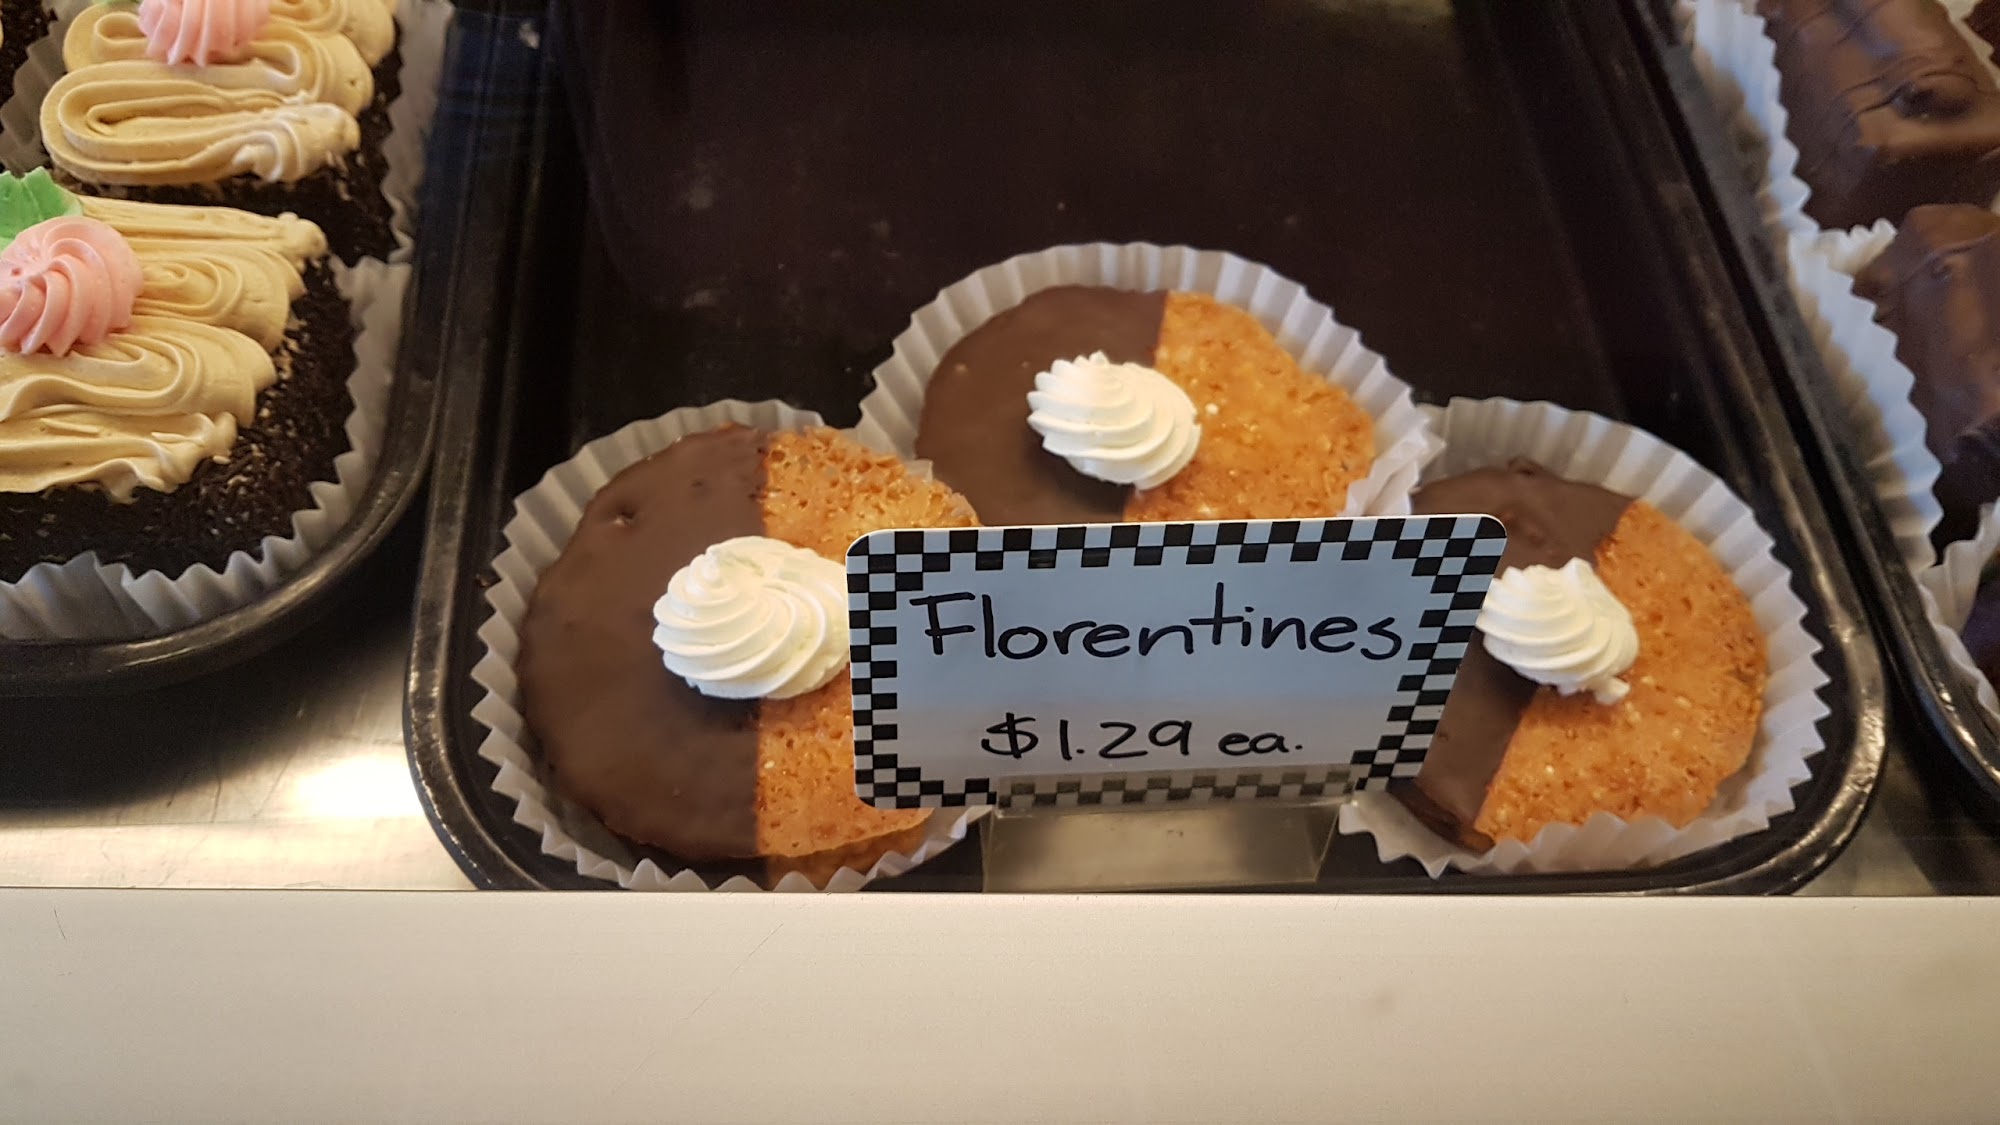 Florentines
$1.29 ea.